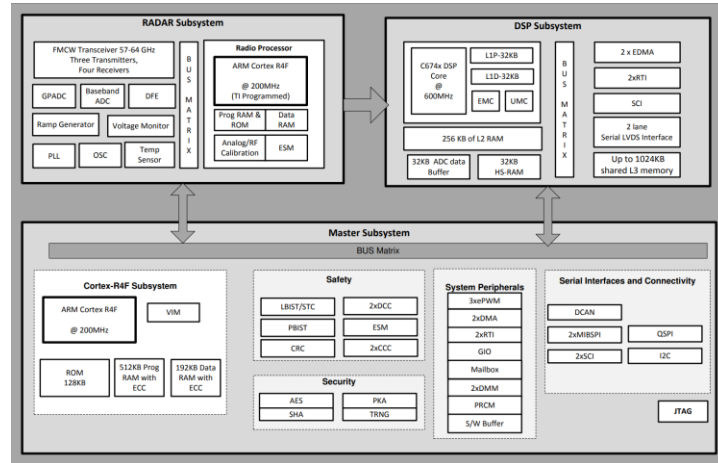 RADAR Subsystem
FMCW Transceiver 57-64 GHz
Three Transmitters,
Four Receivers
GPADC
Baseband
ADC
DFE
Ramp Generator
Voltage Monitor
PLL
OSC
Temp
Sensor
BUS MATRIX
Radio Processor
ARM Cortex R4F
@ 200MHz
(TI Programmed)
Prog RAM &
ROM
Data
RAM
Analog/RF
Calibration
ESM
DSP Subsystem
C674x DSP
Core
@
600MHz
L1P-32KB
L1D-32KB
EMC
UMC
256 KB of L2 RAM
32KB ADC data
Buffer
32KB
HS-RAM
BUS MATRIX
2 x EDMA
2xRTI
SCI
2 lane
Serial LVDS Interface
Up to 1024KB
shared L3 memory
Master Subsystem
BUS Matrix
Cortex-R4F Subsystem
ARM Cortex R4F
@ 200MHz
VIM
ROM
128KB
512KB Prog
RAM with
ECC
192KB Data
RAM with
ECC
Safety
LBIST/STC
2xDCC
PBIST
ESM
CRC
2xCCC
Security
AES
PKA
SHA
TRNG
System Peripherals
3xePWM
2xDMA
2xRTI
GIO
Mailbox
2xDMM
PRCM
S/W Buffer
Serial Interfaces and Connectivity
DCAN
2xMIBSPI
QSPI
2xSCI
I2C
JTAG